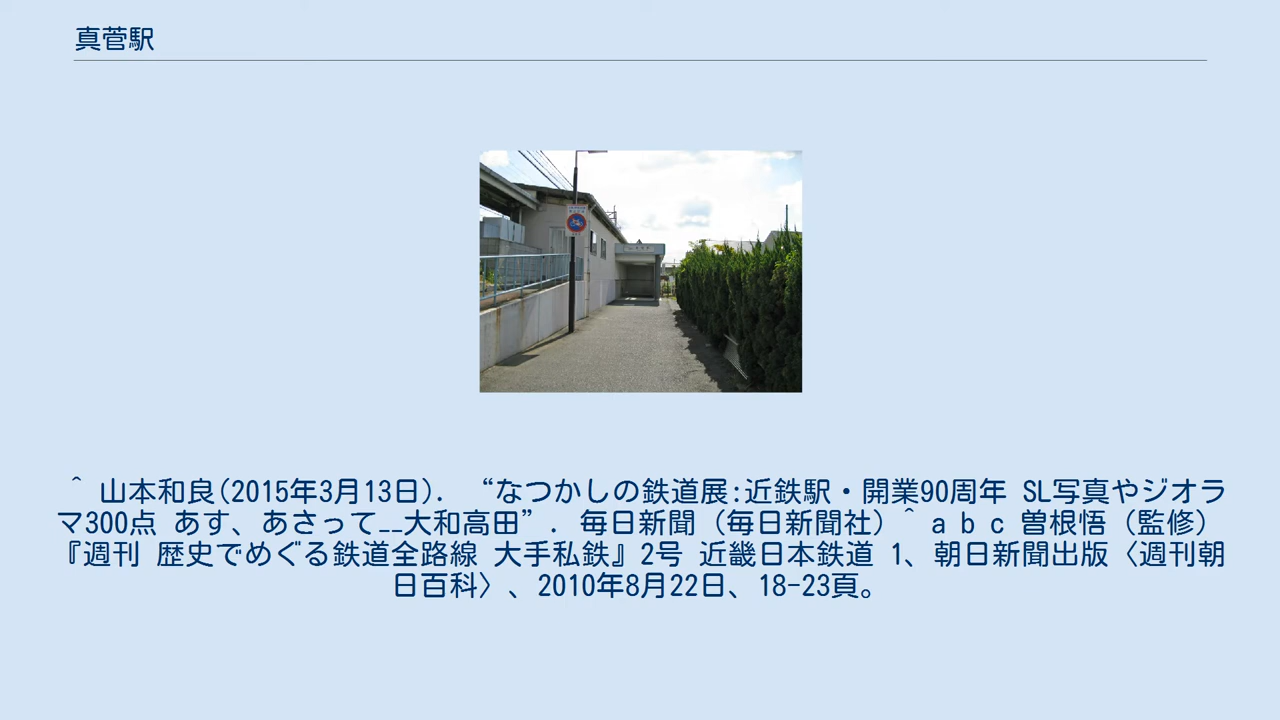 真菅駅
^ 山本和良(2015年3月13日). “なつかしの鉄道展:近鉄駅・開業90周年 SL写真やジオラ
マ300点 あす、あさって__大和高田”. 毎日新聞 (毎日新聞社) ^ a b c 曽根悟（監修）
『週刊 歴史でめぐる鉄道全路線 大手私鉄』2号 近畿日本鉄道 1、朝日新聞出版〈週刊朝
日百科〉、2010年8月22日、18-23頁。